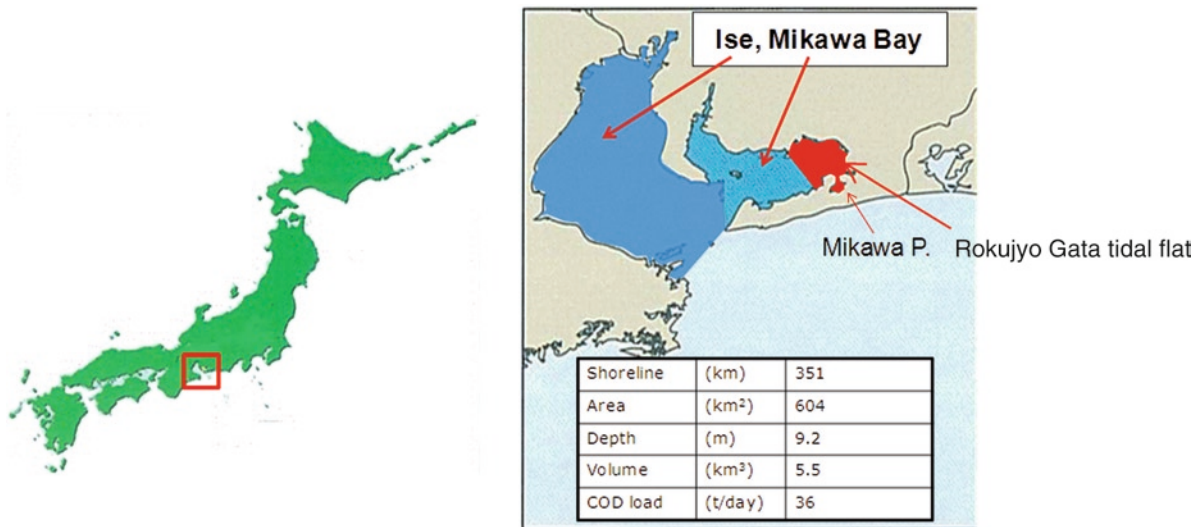 Ise, Mikawa Bay
Mikawa P. Rokujyo Gata tidal flat
Shoreline (km) 351
Area (km²) 604
Depth (m) 9.2
Volume (km³) 5.5
COD load (t/day) 36